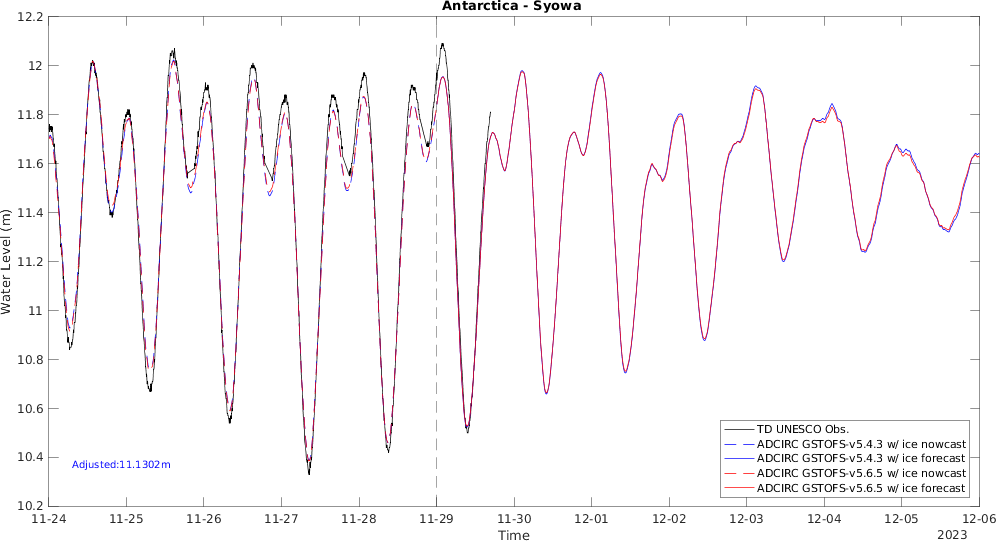 Antarctica - Syowa
12.2
12
11.8
11.6
11.4
11.2
11
10.8
10.6
10.4
10.2
Water Level (m)
Adjusted:11.1302m
TD UNESCO Obs.
ADCIRC GSTOFS-v5.4.3 w/ ice nowcast
ADCIRC GSTOFS-v5.4.3 w/ ice forecast
ADCIRC GSTOFS-v5.6.5 w/ ice nowcast
ADCIRC GSTOFS-v5.6.5 w/ ice forecast
11-24 11-25 11-26 11-27 11-28 11-29 11-30 12-01 12-02 12-03 12-04 12-05 12-06
Time
2023